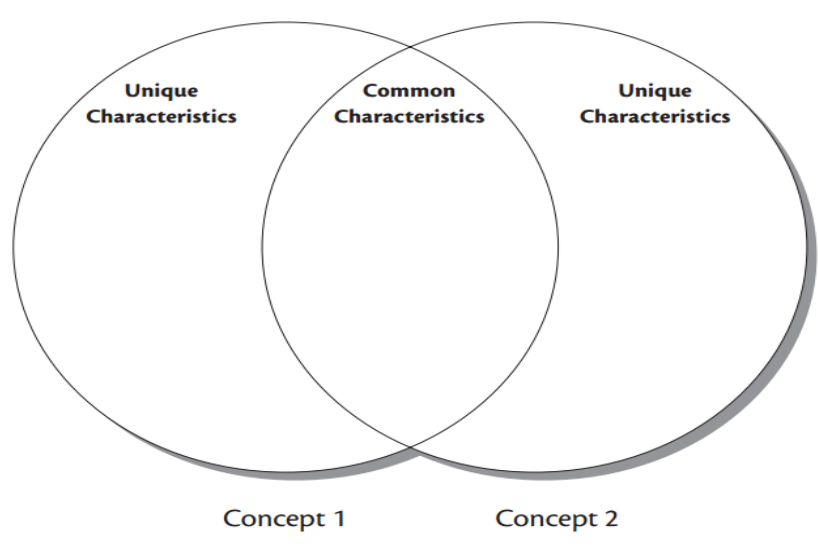 Unique
Characteristics
Common
Characteristics
Unique
Characteristics
Concept 1
Concept 2